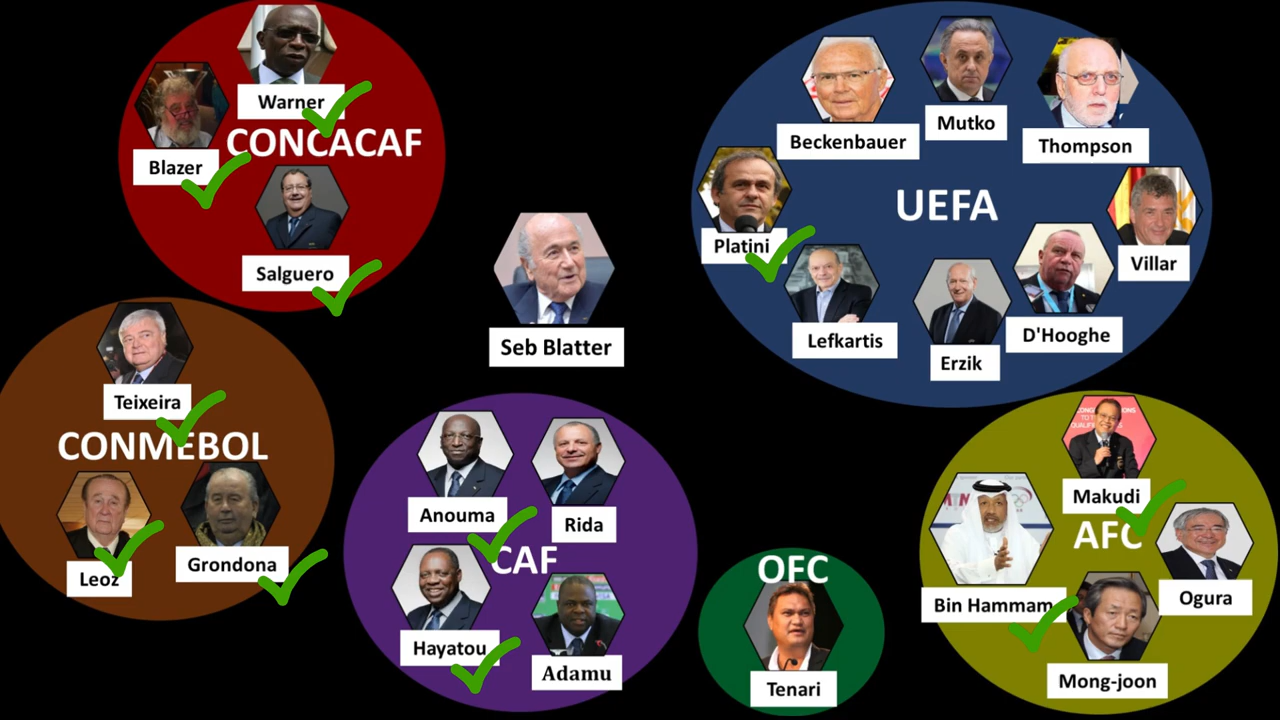 Warner
CONCACAF
Blazer
Salguero
Beckenbauer
Mutko
Thompson
UEFA
Platini
Villar
Lefkartis
D'Hooghe
Erzik
Seb Blatter
Teixeira
CONMEBOL
Leoz
Grondona
Anouma
Rida
CAF
Hayatou
Adamu
OFC
Tenari
Makudi
AFC
Bin Hammam
Ogura
Mong-joon